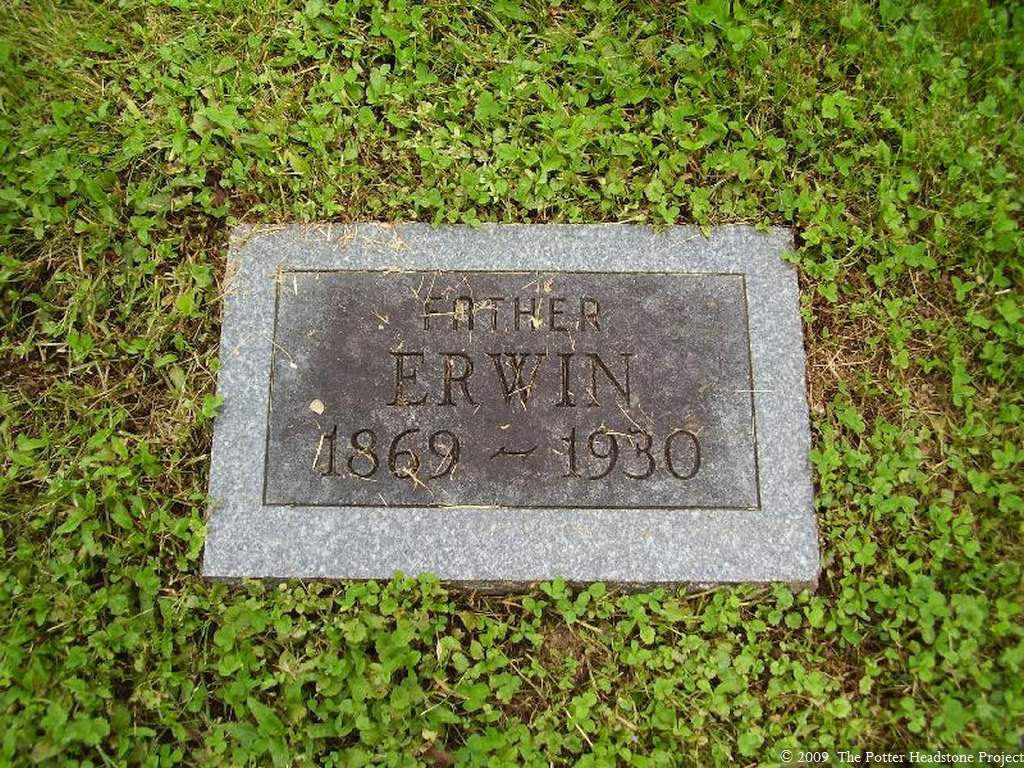 FATHER
ERWIN
1869 ~ 1930
© 2009 The Potter Headstone Project